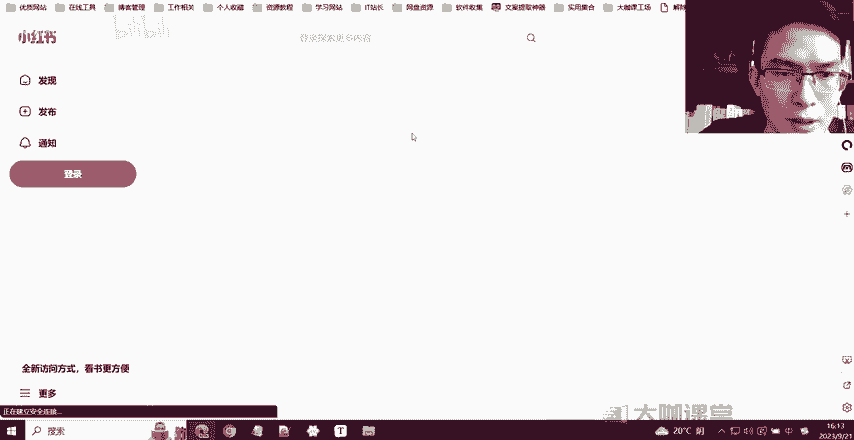 优质网站 在线工具 博客管理 工作相关 个人收藏 资源教程 学习网站 IT站长 网盘资源 软件收集 文案提取神器 实用集合 大咖课工场 解除
小红书
bilibili
登录探索更多内容
发现
发布
通知
登录
全新访问方式，看书更方便
更多
正在建立安全连接...
大咖课堂
搜索
20°C 阴
中
16:13
2023/9/21